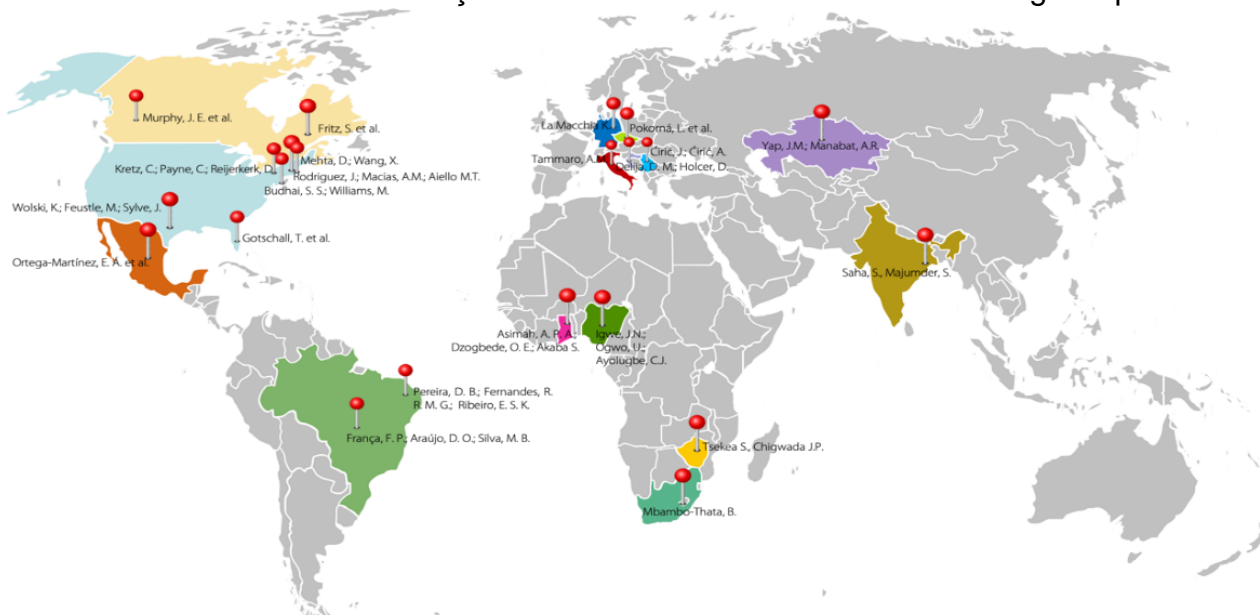 Murphy, J. E. et al.
Fritz, S. et al.
Mehta, D.; Wang, X.
Kretz, C.; Payne, C.; Reijerkerk, D.
Rodriguez, J.; Macias, A.M.; Aiello M.T.
Budhai, S. S.; Williams, M.
Wolski, K.; Feustle, M.; Sylve, J.
Gotschall, T. et al.
Ortega-Martínez, E. Á. et al.
La Macchia K.
Pokorná, L. et al.
Ćirić, J.; Ćirić, A.
Tammaro, A.M.
Delija, D. M.; Holcer, D.
Yap, J.M.; Manabat, A.R.
Saha, S., Majumder, S.
Asimah, A. P. A.;
Dzogbede, O. E.; Akaba S.
Igwe, J.N.;
Ogwo, U.;
Ayolugbe, C.J.
Pereira, D. B.; Fernandes, R.
R. M. G.; Ribeiro, E. S. K.
França, F. P.; Araújo, D. O.; Silva, M. B.
Tsekea S., Chigwada J.P.
Mbambo-Thata, B.